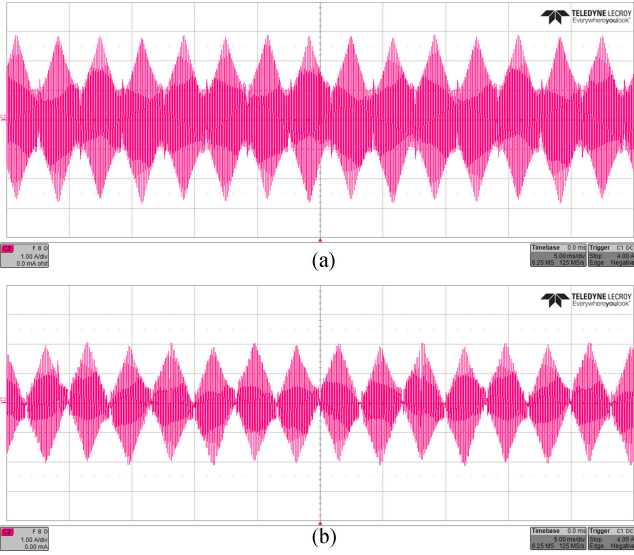 TELEDYNE LECROY
Everywhereyoulook™
C2 F B D
1.00 A/div
0.0 mA ofst
Timebase 0.0 ms
5.00 ms/div
6.25 MS 125 MS/s
Trigger C1 DC
Stop 4.00 A
Edge Negative
(a)
TELEDYNE LECROY
Everywhereyoulook™
C2 F B D
1.00 A/div
0.00 mA
Timebase 0.0 ms
5.00 ms/div
6.25 MS 125 MS/s
Trigger C1 DC
Stop 4.00 A
Edge Negative
(b)